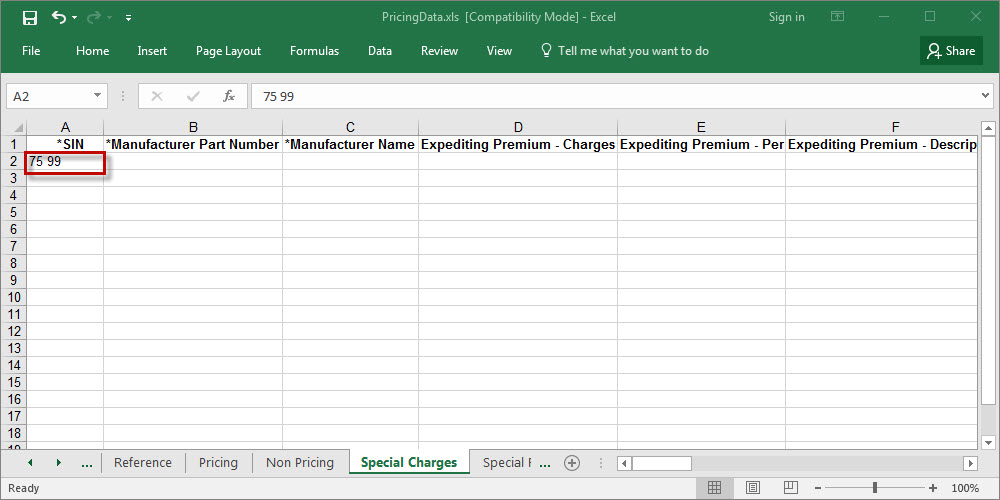 PricingData.xls [Compatibility Mode] - Excel Sign in
File Home Insert Page Layout Formulas Data Review View Tell me what you want to do Share
A2 fx 75 99
A B C D E F
1 *SIN *Manufacturer Part Number *Manufacturer Name Expediting Premium - Charges Expediting Premium - Per Expediting Premium - Descrip
2 75 99
3
4
5
6
7
8
9
10
11
12
13
14
15
16
17
18
... Reference Pricing Non Pricing Special Charges Special ...
Ready 100%